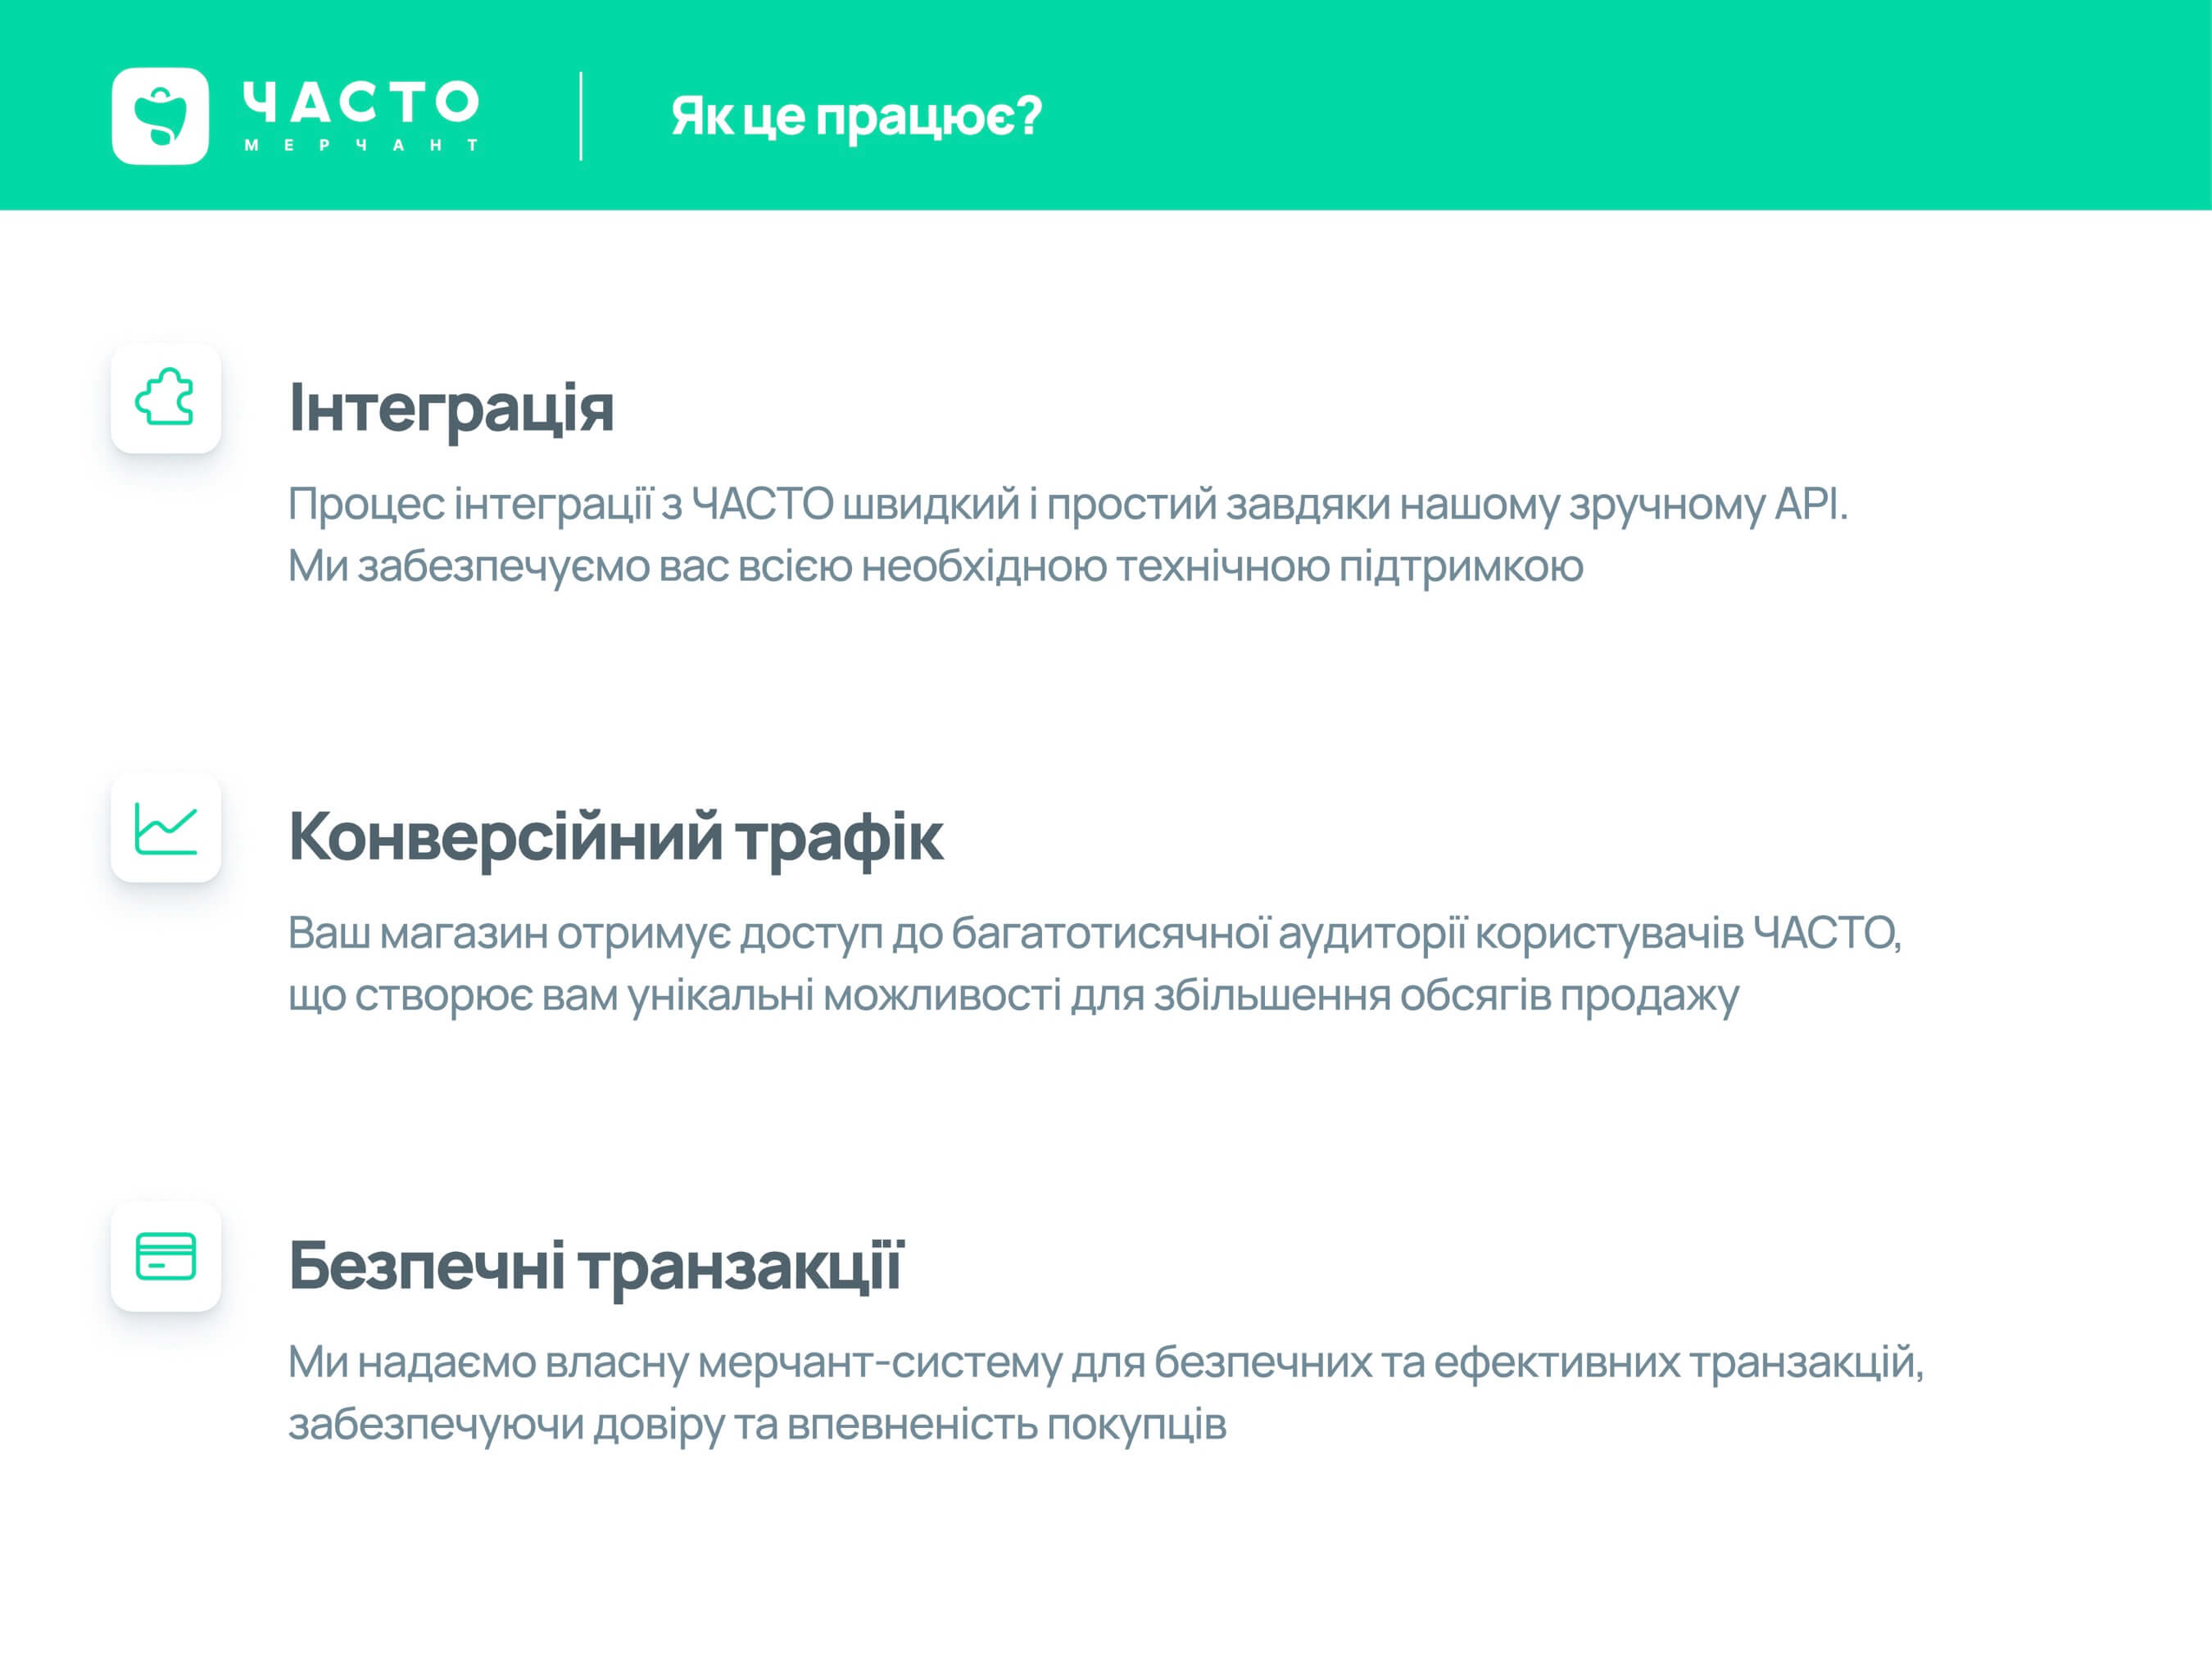 ЧАСТО
МЕРЧАНТ
Як це працює?
Інтеграція
Процес інтеграції з ЧАСТО швидкий і простий завдяки нашому зручному API.
Ми забезпечуємо вас всією необхідною технічною підтримкою
Конверсійний трафік
Ваш магазин отримує доступ до багатотисячної аудиторії користувачів ЧАСТО,
що створює вам унікальні можливості для збільшення обсягів продажу
Безпечні транзакції
Ми надаємо власну мерчант-систему для безпечних та ефективних транзакцій,
забезпечуючи довіру та впевненість покупців